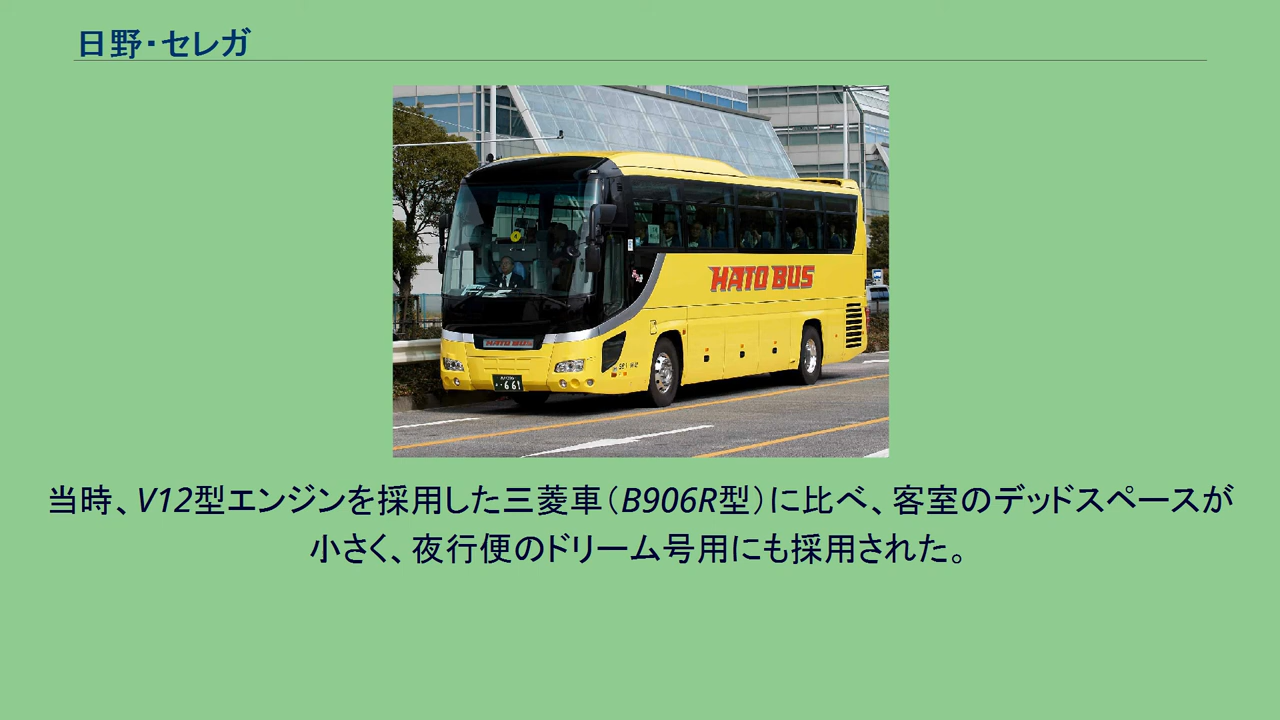 日野・セレガ
HATO BUS
HATO BUS
・661
当時、V12型エンジンを採用した三菱車（B906R型）に比べ、客室のデッドスペースが
小さく、夜行便のドリーム号用にも採用された。